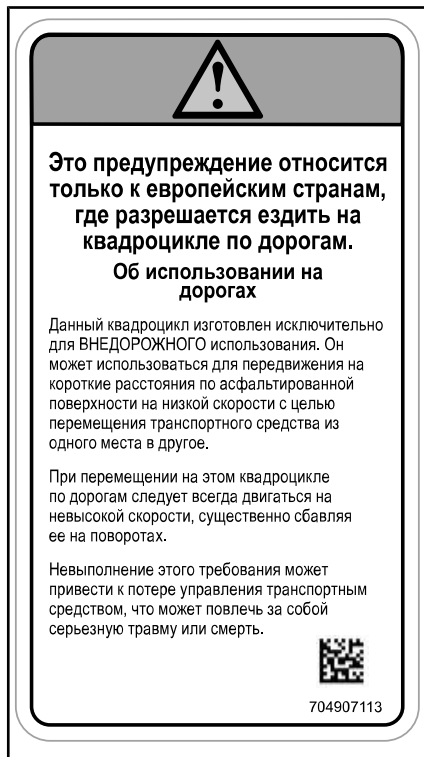 Это предупреждение относится
только к европейским странам,
где разрешается ездить на
квадроцикле по дорогам.
Об использовании на
дорогах
Данный квадроцикл изготовлен исключительно
для ВНЕДОРОЖНОГО использования. Он
может использоваться для передвижения на
короткие расстояния по асфальтированной
поверхности на низкой скорости с целью
перемещения транспортного средства из
одного места в другое.
При перемещении на этом квадроцикле
по дорогам следует всегда двигаться на
невысокой скорости, существенно сбавляя
ее на поворотах.
Невыполнение этого требования может
привести к потере управления транспортным
средством, что может повлечь за собой
серьезную травму или смерть.
704907113